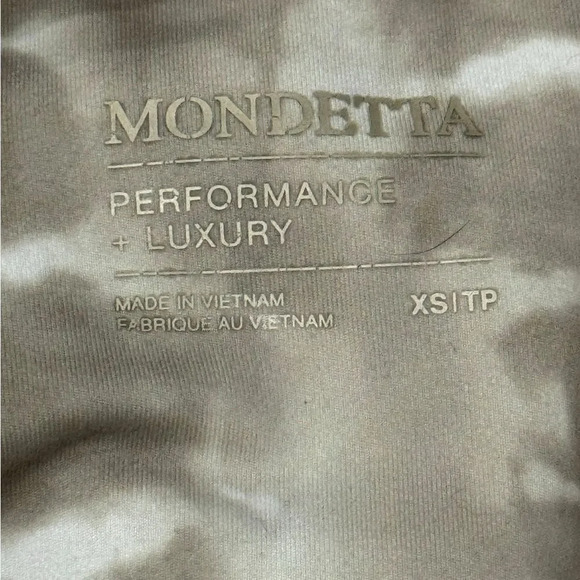 MONDETTA
PERFORMANCE
+ LUXURY
MADE IN VIETNAM
FABRIQUE AU VIETNAM
XS|TP